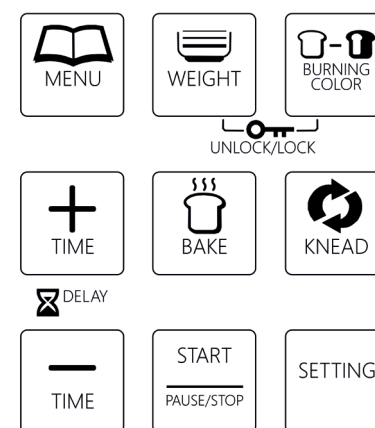 MENU
WEIGHT
BURNING
COLOR
UNLOCK/LOCK
TIME
BAKE
KNEAD
DELAY
TIME
START
PAUSE/STOP
SETTING